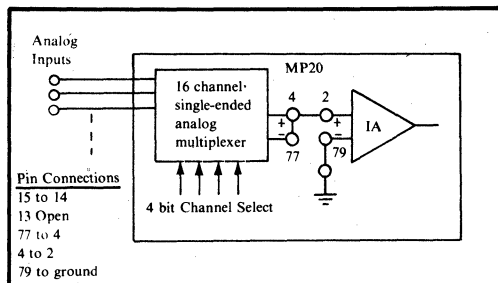 Analog
Inputs
MP20
16 channel·
single-ended
analog
multiplexer
4
2
+
+
IA
−
−
77
79
4 bit Channel Select
Pin Connections
15 to 14
13 Open
77 to 4
4 to 2
79 to ground